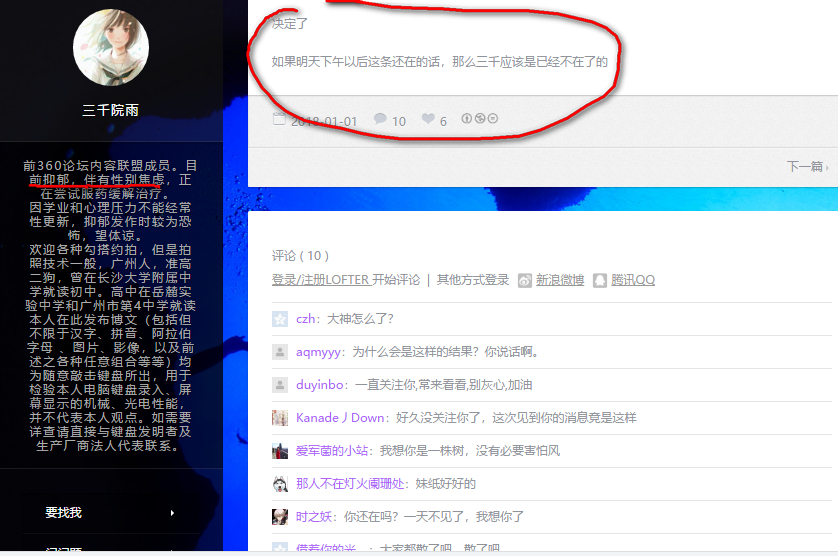 三千院雨
前360论坛内容联盟成员。目
前抑郁，伴有性别焦虑，正
在尝试服药缓解治疗。
因学业和心理压力不能经常
性更新，抑郁发作时较为恐
怖，望体谅。
欢迎各种勾搭约拍，但是拍
照技术一般，广州人，准高
二狗，曾在长沙大学附属中
学就读初中。高中在岳麓实
验中学和广州市第4中学就读
本人在此发布博文（包括但
不限于汉字、拼音、阿拉伯
字母 、图片、影像，以及前
述之各种任意组合等等）均
为随意敲击键盘所出，用于
检验本人电脑键盘录入、屏
幕显示的机械、光电性能，
并不代表本人观点。如需要
详查请直接与键盘发明者及
生产厂商法人代表联系。
要找我
决定了
如果明天下午以后这条还在的话，那么三千应该是已经不在了的
2018-01-01 10 6
下一篇
评论 ( 10 )
登录/注册LOFTER 开始评论 | 其他方式登录 新浪微博 腾讯QQ
czh：大神怎么了?
aqmyyy：为什么会是这样的结果？你说话啊。
duyinbo：一直关注你,常来看看,别灰心,加油
Kanade丿Down：好久没关注你了，这次见到你的消息竟是这样
爱军菌的小站：我想你是一株树，没有必要害怕风
那人不在灯火阑珊处：妹纸好好的
时之妖：你还在吗？一天不见了，我想你了